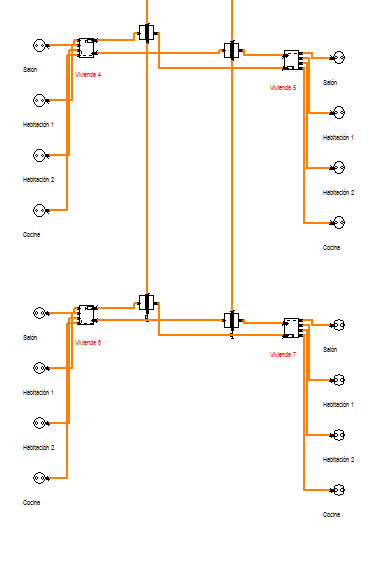 Salón
Vivienda 4
Habitación 1
Habitación 2
Cocina
Vivienda 5
Salón
Habitación 1
Habitación 2
Cocina
Salón
Vivienda 6
Habitación 1
Habitación 2
Cocina
Vivienda 7
Salón
Habitación 1
Habitación 2
Cocina